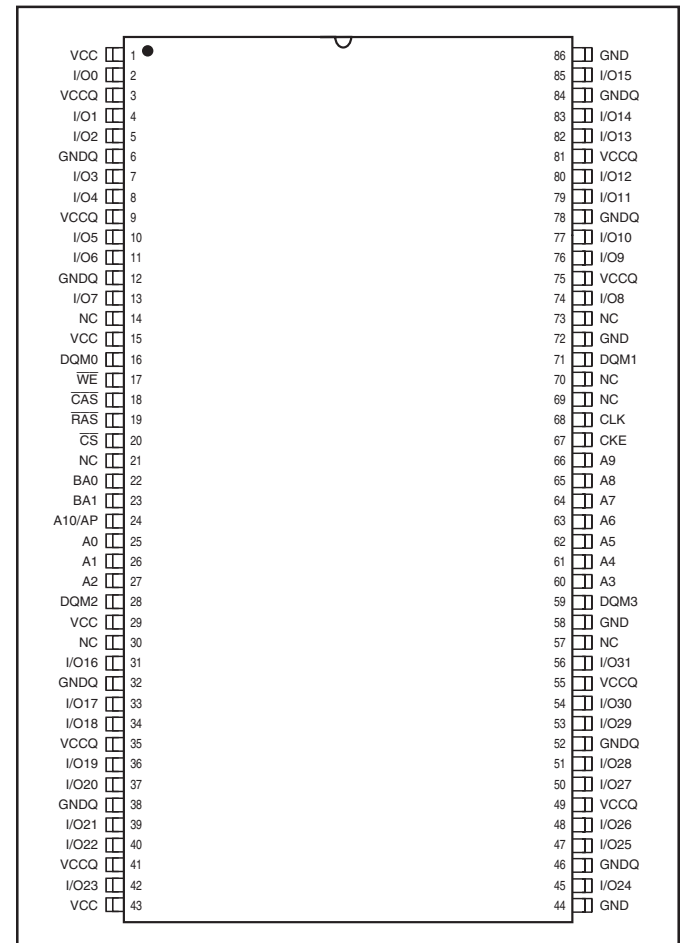 VCC 1 86 GND
I/O0 2 85 I/O15
VCCQ 3 84 GNDQ
I/O1 4 83 I/O14
I/O2 5 82 I/O13
GNDQ 6 81 VCCQ
I/O3 7 80 I/O12
I/O4 8 79 I/O11
VCCQ 9 78 GNDQ
I/O5 10 77 I/O10
I/O6 11 76 I/O9
GNDQ 12 75 VCCQ
I/O7 13 74 I/O8
NC 14 73 NC
VCC 15 72 GND
DQM0 16 71 DQM1
W̅E̅ 17 70 NC
C̅A̅S̅ 18 69 NC
R̅A̅S̅ 19 68 CLK
C̅S̅ 20 67 CKE
NC 21 66 A9
BA0 22 65 A8
BA1 23 64 A7
A10/AP 24 63 A6
A0 25 62 A5
A1 26 61 A4
A2 27 60 A3
DQM2 28 59 DQM3
VCC 29 58 GND
NC 30 57 NC
I/O16 31 56 I/O31
GNDQ 32 55 VCCQ
I/O17 33 54 I/O30
I/O18 34 53 I/O29
VCCQ 35 52 GNDQ
I/O19 36 51 I/O28
I/O20 37 50 I/O27
GNDQ 38 49 VCCQ
I/O21 39 48 I/O26
I/O22 40 47 I/O25
VCCQ 41 46 GNDQ
I/O23 42 45 I/O24
VCC 43 44 GND